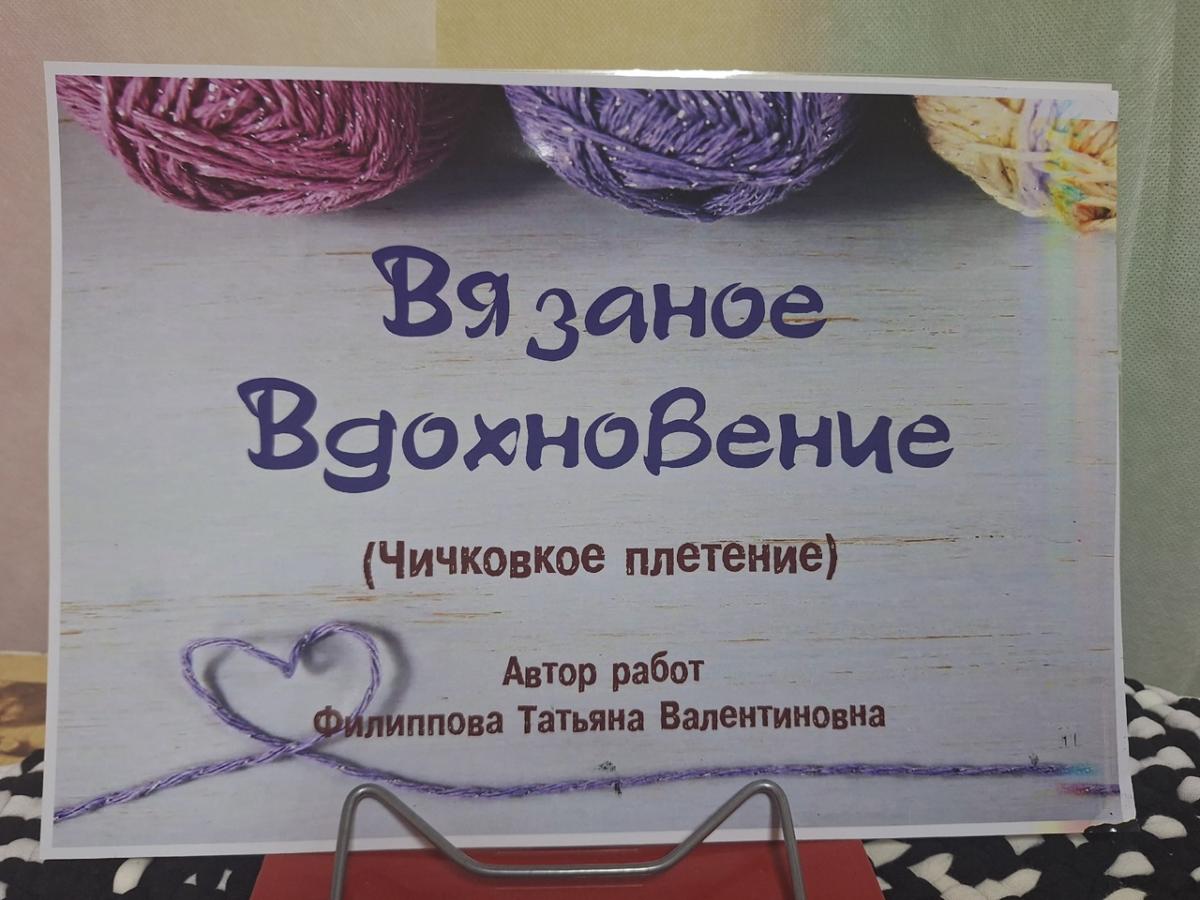 Вязаное
Вдохновение
(Чичковкое плетение)
Автор работ
Филиппова Татьяна Валентиновна